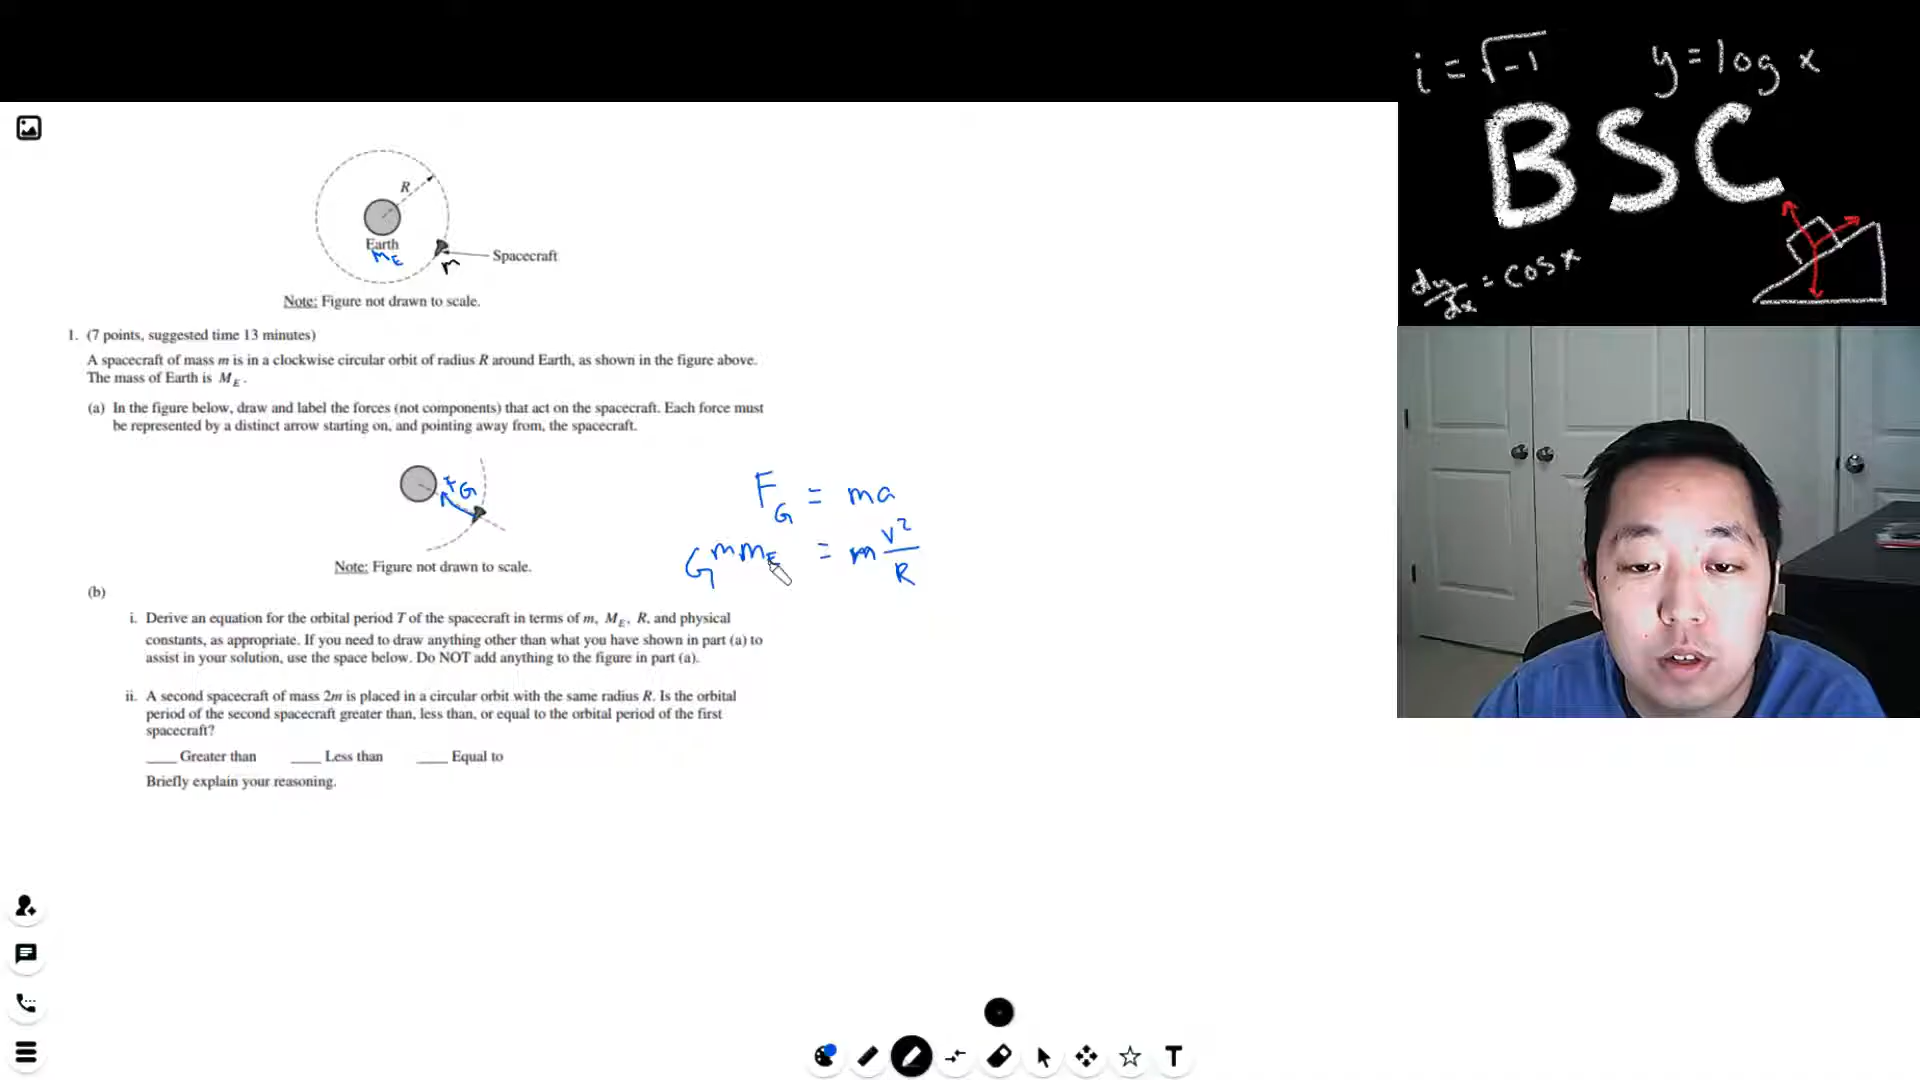 R
Earth
M_E
m
Spacecraft
Note: Figure not drawn to scale.
1. (7 points, suggested time 13 minutes)
A spacecraft of mass m is in a clockwise circular orbit of radius R around Earth, as shown in the figure above.
The mass of Earth is M_E.
(a) In the figure below, draw and label the forces (not components) that act on the spacecraft. Each force must
be represented by a distinct arrow starting on, and pointing away from, the spacecraft.
F_G
Note: Figure not drawn to scale.
F_G = ma
G m m_E = m v²/R
(b)
i. Derive an equation for the orbital period T of the spacecraft in terms of m, M_E, R, and physical
constants, as appropriate. If you need to draw anything other than what you have shown in part (a) to
assist in your solution, use the space below. Do NOT add anything to the figure in part (a).
ii. A second spacecraft of mass 2m is placed in a circular orbit with the same radius R. Is the orbital
period of the second spacecraft greater than, less than, or equal to the orbital period of the first
spacecraft?
____ Greater than ____ Less than ____ Equal to
Briefly explain your reasoning.
i = √-1 y = log x
BSC
dy/dx = cos x
T